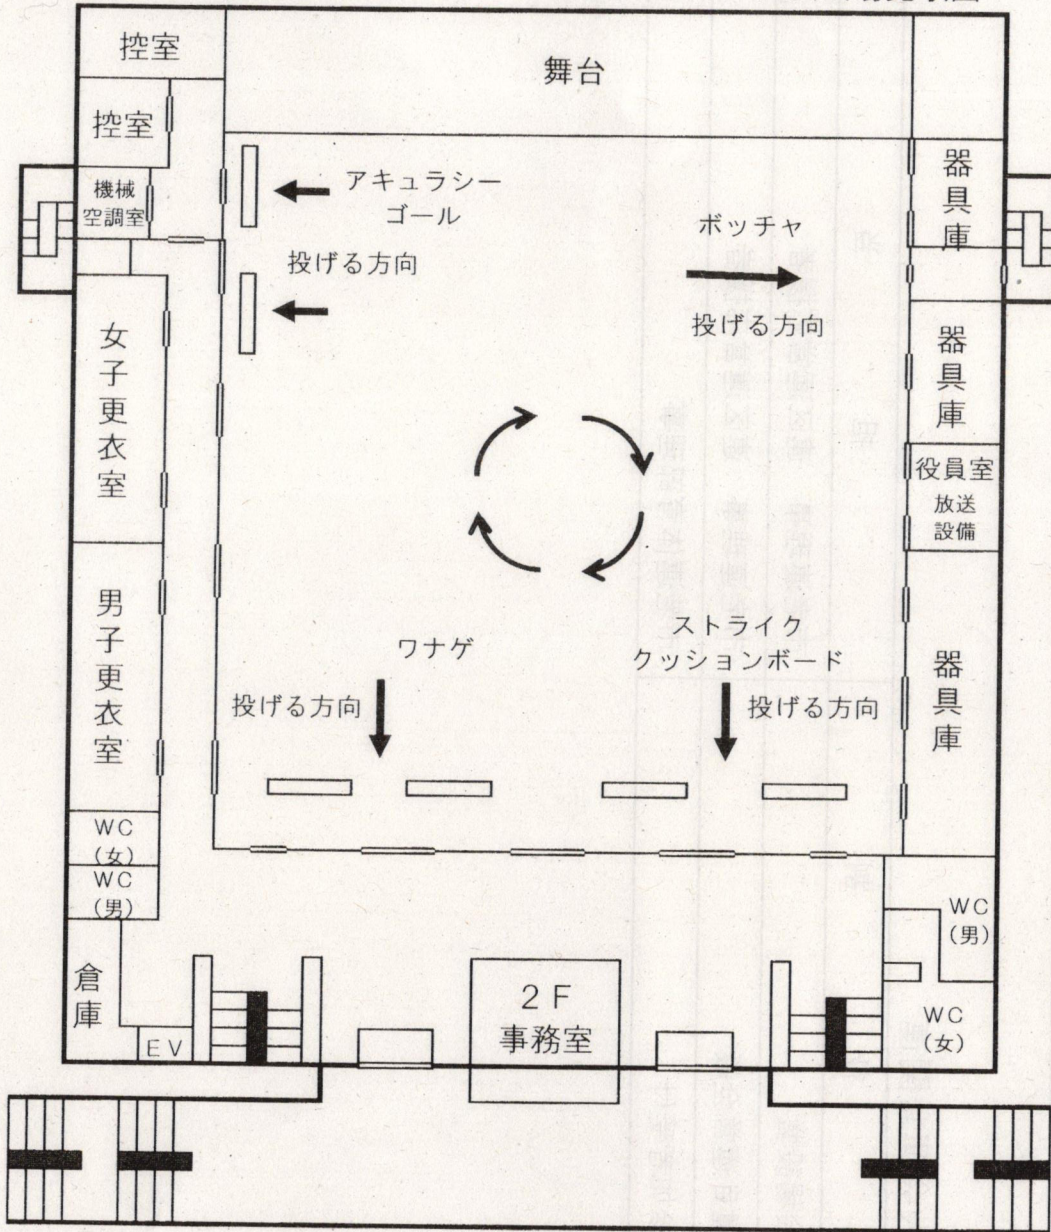 控室
舞台
控室
機械
空調室
アキュラシー
ゴール
投げる方向
ボッチャ
投げる方向
器具庫
女子更衣室
器具庫
役員室
放送
設備
男子更衣室
ワナゲ
投げる方向
ストライク
クッションボード
投げる方向
器具庫
WC
(女)
WC
(男)
WC
(男)
倉庫
EV
2F
事務室
WC
(女)